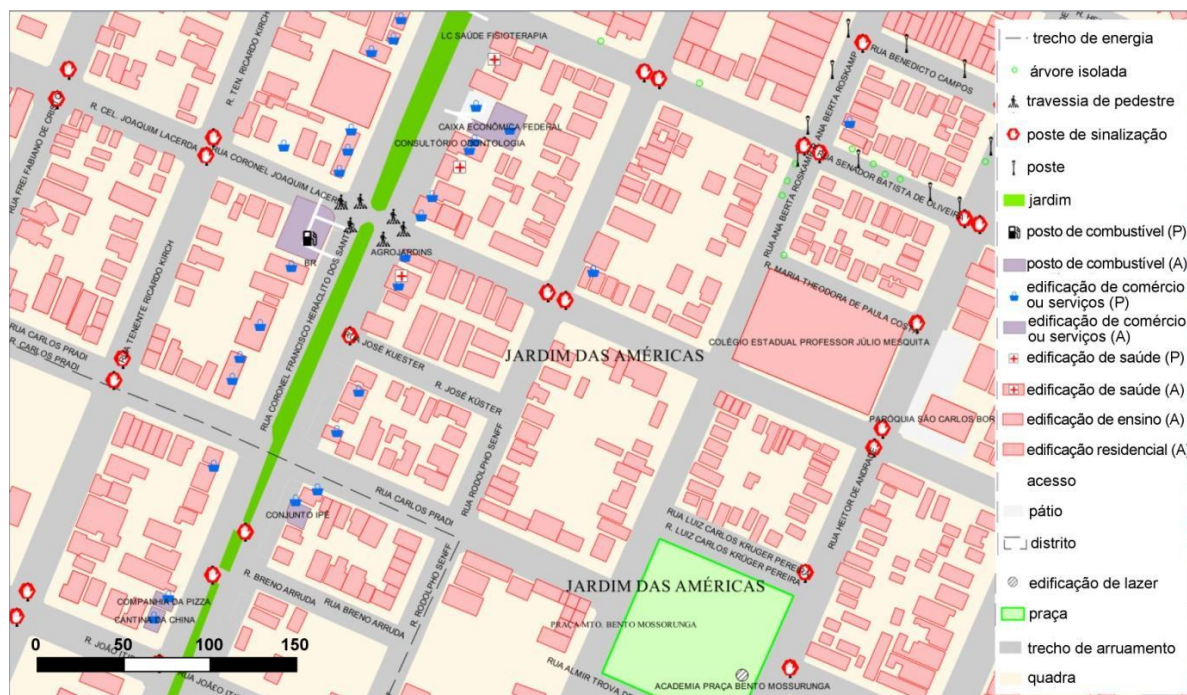 LC SAÚDE FISIOTERAPIA
RUA BENEDICTO CAMPOS
R. TEN. RICARDO KIRCH
R. CEL. JOAQUIM LACERDA
RUA CORONEL JOAQUIM LACER
RUA FREI FABIANO DE CRIS
CAIXA ECONÔMICA FEDERAL
CONSULTÓRIO ODONTOLOGIA
ANA BERTA ROSKAMP
RUA ANA BERTA ROSKAMP
RUA SENADOR BATISTA DE OLIVEIRA
AGROJARDINS
BR
R. MARIA THEODORA DE PAULA COSTA
RUA TENENTE RICARDO KIRCH
RUA CORONEL FRANCISCO HERÁCLITO DOS SANTOS
RUA CARLOS PRADI
R. CARLOS PRADI
RUA JOSÉ KUESTER
R. JOSÉ KÜSTER
JARDIM DAS AMÉRICAS
COLÉGIO ESTADUAL PROFESSOR JÚLIO MESQUITA
PARÓQUIA SÃO CARLOS BOR
RUA RODOLPHO SENFF
RUA HEITOR DE ANDRAD
RUA CARLOS PRADI
CONJUNTO IPÊ
RUA LUIZ CARLOS KRUGER PEREIRA
R. LUIZ CARLOS KRÜGER PEREIRA
R. RODOLPHO SENFF
JARDIM DAS AMÉRICAS
R. BRENO ARRUDA
RUA BRENO ARRUDA
COMPANHIA DA PIZZA
CANTINA DA CHINA
PRAÇA MTO. BENTO MOSSORUNGA
R. JOÃO ITI
RUA ALMIR TROVA DE
ACADEMIA PRAÇA BENTO MOSSURUNGA
0 50 100 150
trecho de energia
árvore isolada
travessia de pedestre
poste de sinalização
poste
jardim
posto de combustível (P)
posto de combustível (A)
edificação de comércio
ou serviços (P)
edificação de comércio
ou serviços (A)
edificação de saúde (P)
edificação de saúde (A)
edificação de ensino (A)
edificação residencial (A)
acesso
pátio
distrito
edificação de lazer
praça
trecho de arruamento
quadra